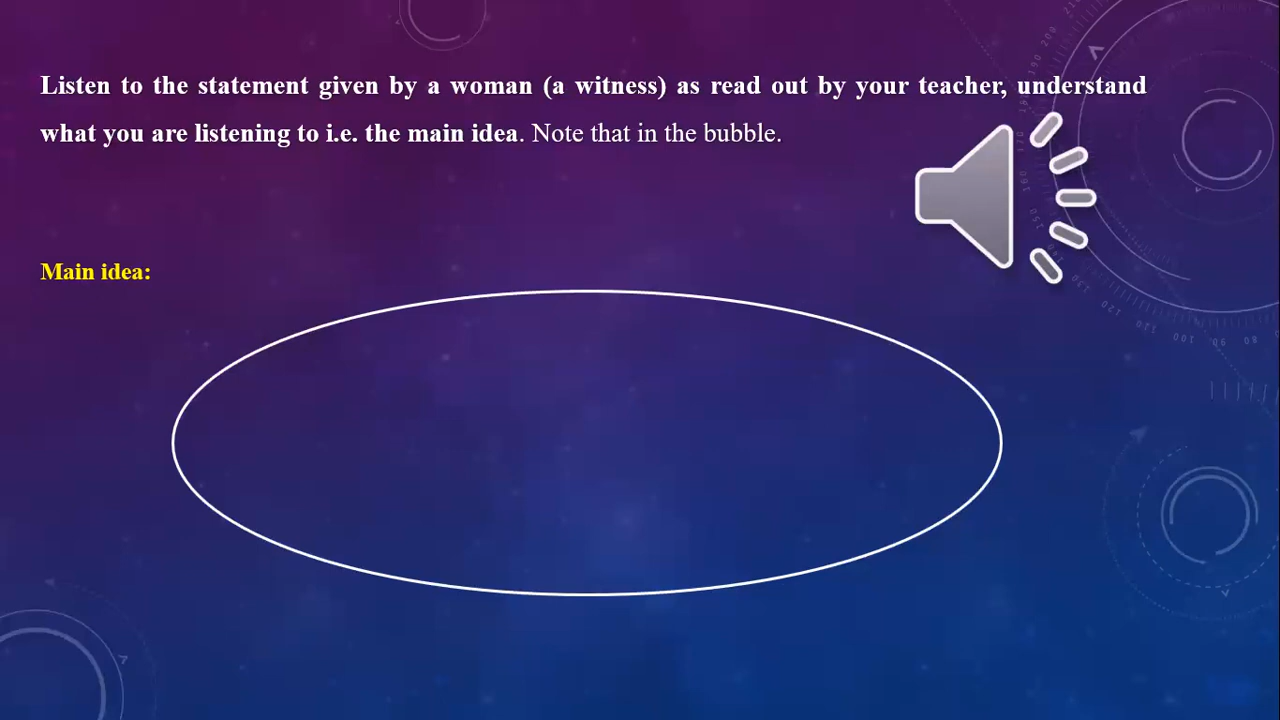 Listen to the statement given by a woman (a witness) as read out by your teacher, understand
what you are listening to i.e. the main idea. Note that in the bubble.
Main idea: